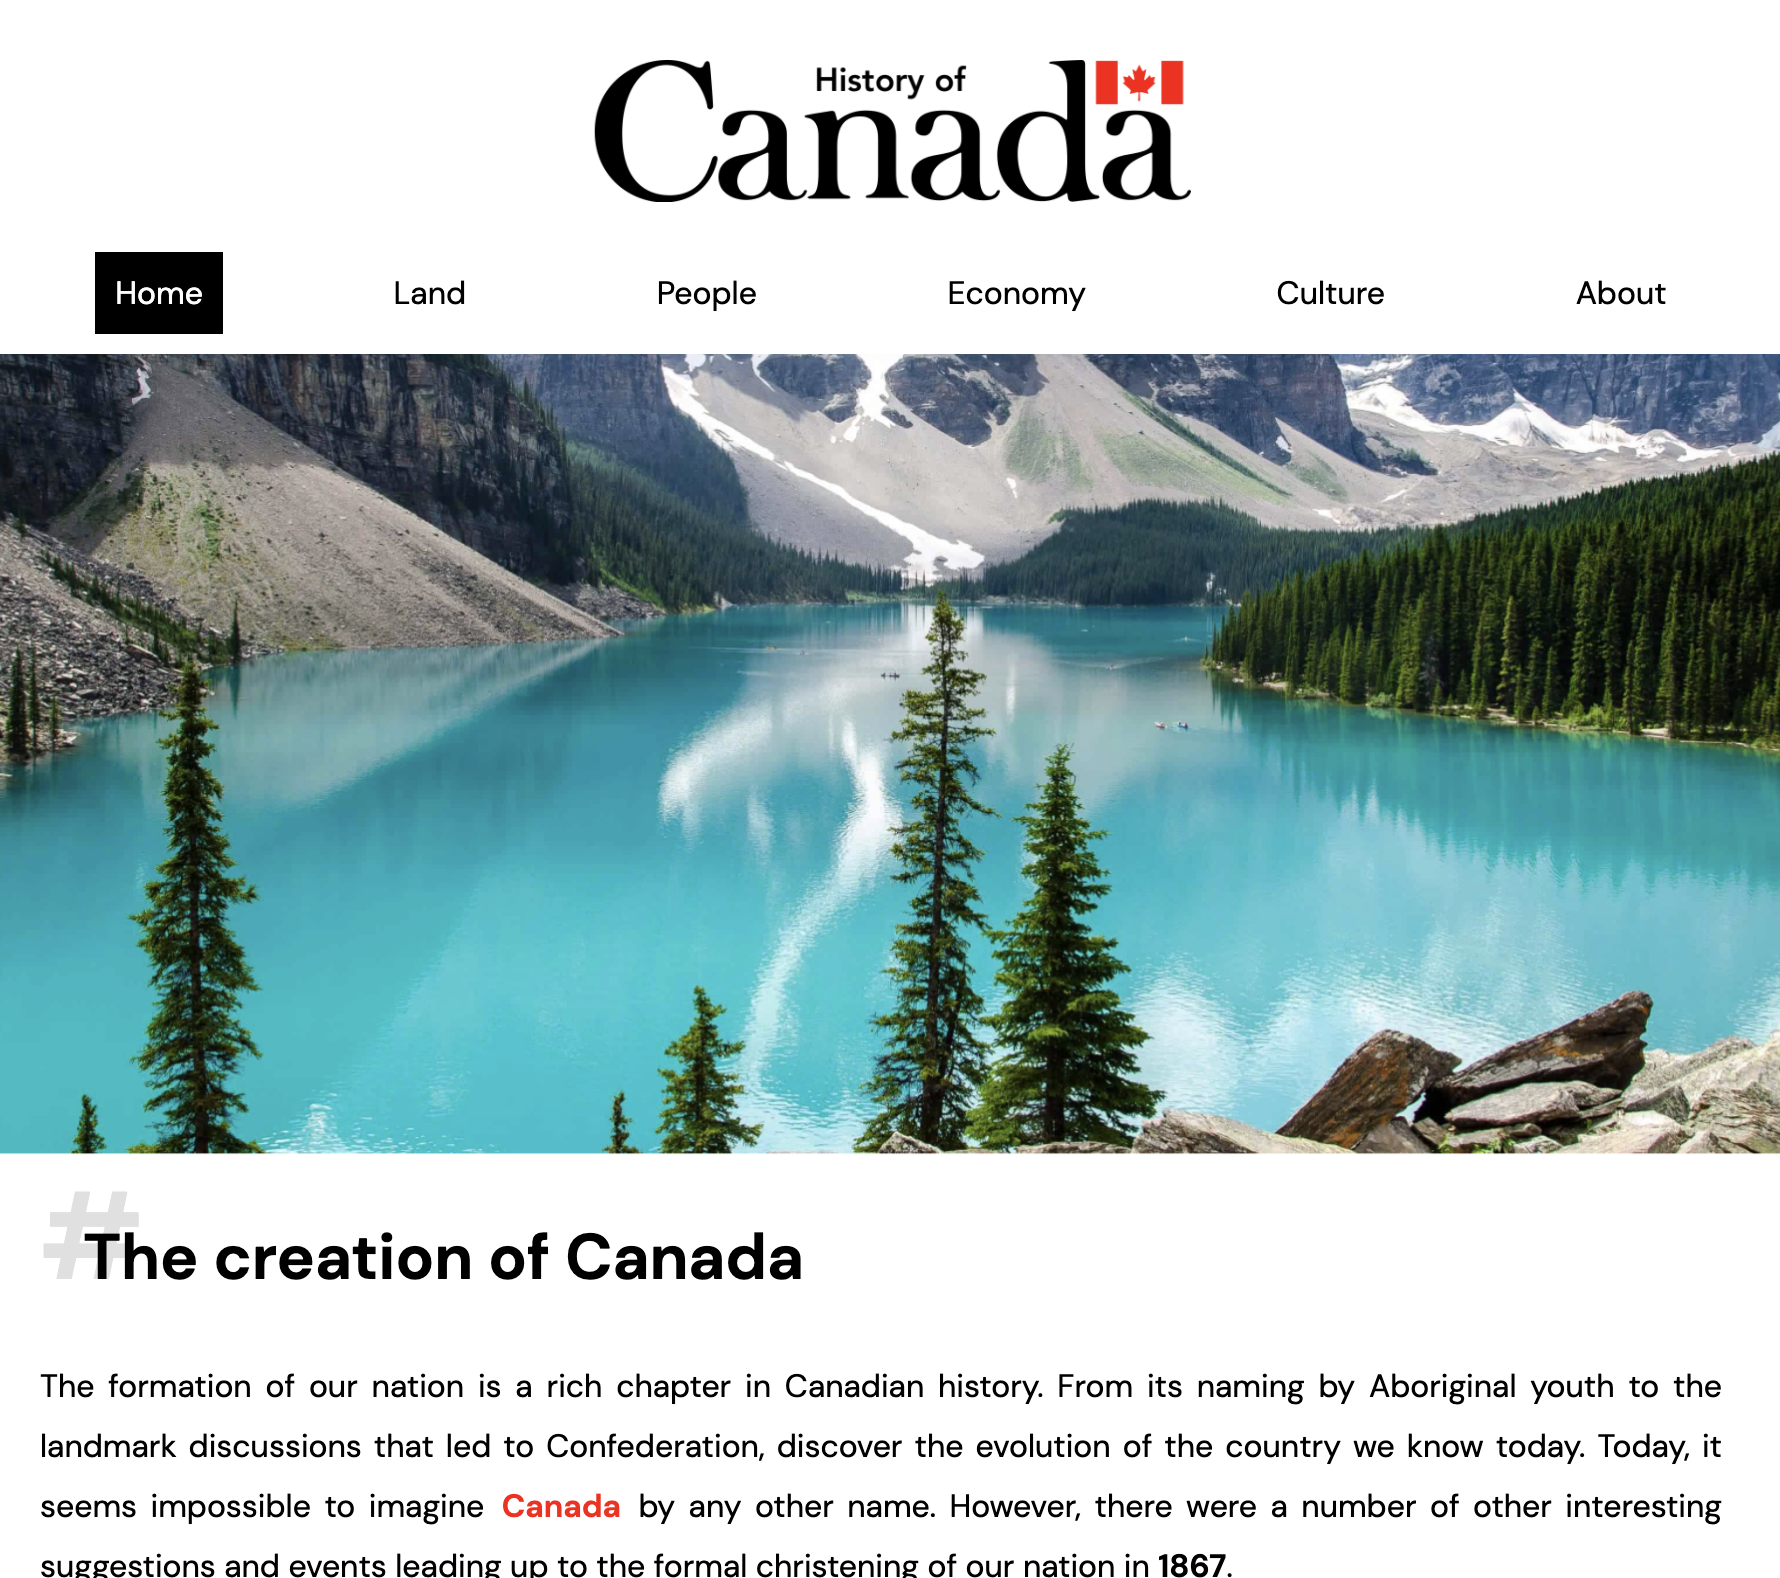 History of
Canada
Home Land People Economy Culture About
#
The creation of Canada
The formation of our nation is a rich chapter in Canadian history. From its naming by Aboriginal youth to the
landmark discussions that led to Confederation, discover the evolution of the country we know today. Today, it
seems impossible to imagine Canada by any other name. However, there were a number of other interesting
suggestions and events leading up to the formal christening of our nation in 1867.